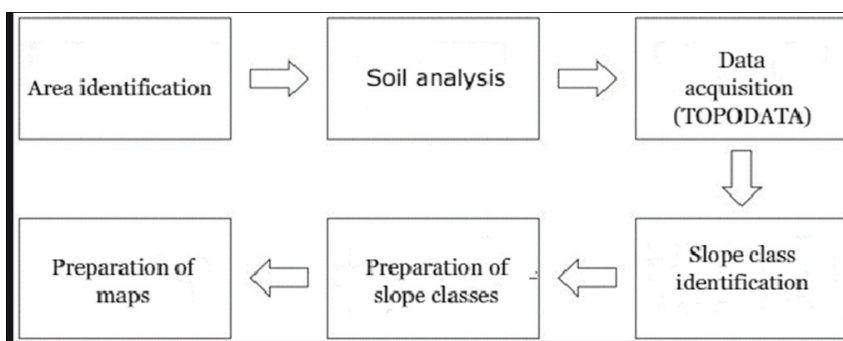 Area identification
Soil analysis
Data
acquisition
(TOPODATA)
Slope class
identification
Preparation of
slope classes
Preparation of
maps